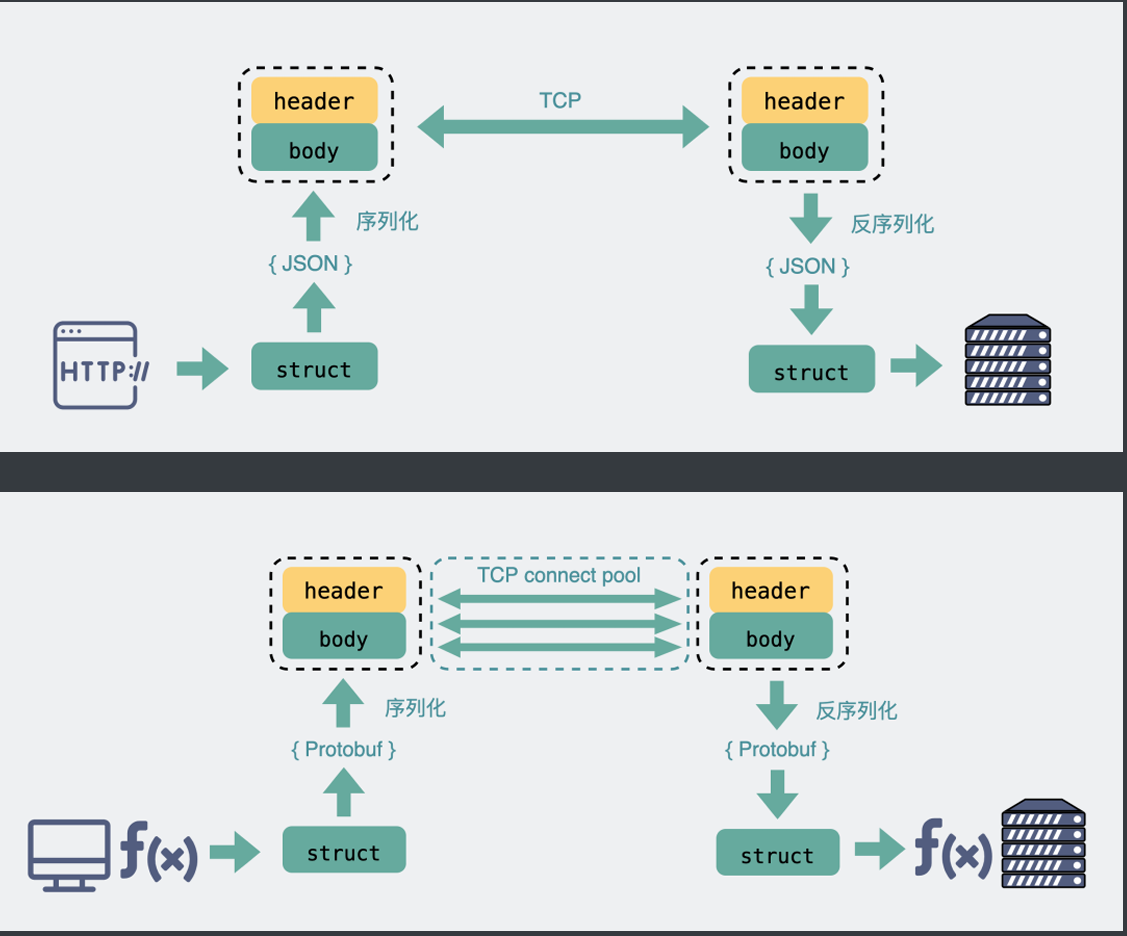 header
TCP
header
body
body
序列化
反序列化
{ JSON }
{ JSON }
HTTP://
struct
struct
header
TCP connect pool
header
body
body
序列化
反序列化
{ Protobuf }
{ Protobuf }
f(x)
struct
struct
f(x)